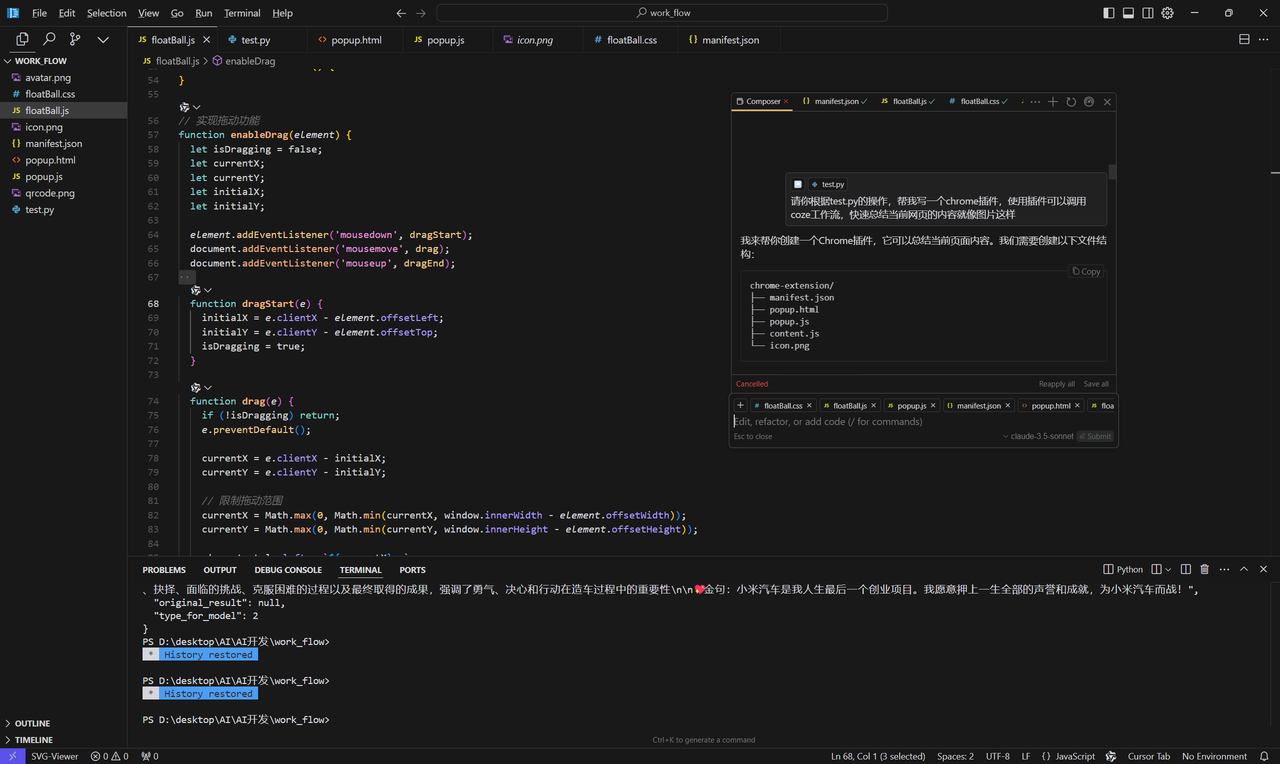 File Edit Selection View Go Run Terminal Help
work_flow
floatBall.js
test.py
popup.html
popup.js
icon.png
floatBall.css
manifest.json
WORK_FLOW
avatar.png
floatBall.css
floatBall.js
icon.png
manifest.json
popup.html
popup.js
qrcode.png
test.py
OUTLINE
TIMELINE
floatBall.js > enableDrag
54 }
55
56 // 实现拖动功能
57 function enableDrag(element) {
58 let isDragging = false;
59 let currentX;
60 let currentY;
61 let initialX;
62 let initialY;
63
64 element.addEventListener('mousedown', dragStart);
65 document.addEventListener('mousemove', drag);
66 document.addEventListener('mouseup', dragEnd);
67
68 function dragStart(e) {
69 initialX = e.clientX - element.offsetLeft;
70 initialY = e.clientY - element.offsetTop;
71 isDragging = true;
72 }
73
74 function drag(e) {
75 if (!isDragging) return;
76 e.preventDefault();
77
78 currentX = e.clientX - initialX;
79 currentY = e.clientY - initialY;
80
81 // 限制拖动范围
82 currentX = Math.max(0, Math.min(currentX, window.innerWidth - element.offsetWidth));
83 currentY = Math.max(0, Math.min(currentY, window.innerHeight - element.offsetHeight));
84
Composer
manifest.json
floatBall.js
floatBall.css
test.py
请你根据test.py的操作，帮我写一个chrome插件，使用插件可以调用
coze工作流，快速总结当前网页的内容就像图片这样
我来帮你创建一个Chrome插件，它可以总结当前页面内容。我们需要创建以下文件结
构：
Copy
chrome-extension/
├── manifest.json
├── popup.html
├── popup.js
├── content.js
└── icon.png
Cancelled
Reapply all Save all
+ floatBall.css floatBall.js popup.js manifest.json popup.html floa
Edit, refactor, or add code (/ for commands)
Esc to close
claude-3.5-sonnet Submit
PROBLEMS OUTPUT DEBUG CONSOLE TERMINAL PORTS
Python
、抉择、面临的挑战、克服困难的过程以及最终取得的成果，强调了勇气、决心和行动在造车过程中的重要性\n\n❤️金句：小米汽车是我人生最后一个创业项目。我愿意押上一生全部的声誉和成就，为小米汽车而战！",
"original_result": null,
"type_for_model": 2
}
PS D:\desktop\AI\AI开发\work_flow>
* History restored
PS D:\desktop\AI\AI开发\work_flow>
* History restored
PS D:\desktop\AI\AI开发\work_flow>
Ctrl+K to generate a command
SVG-Viewer 0 0 0
Ln 68, Col 1 (3 selected) Spaces: 2 UTF-8 LF { } JavaScript Cursor Tab No Environment